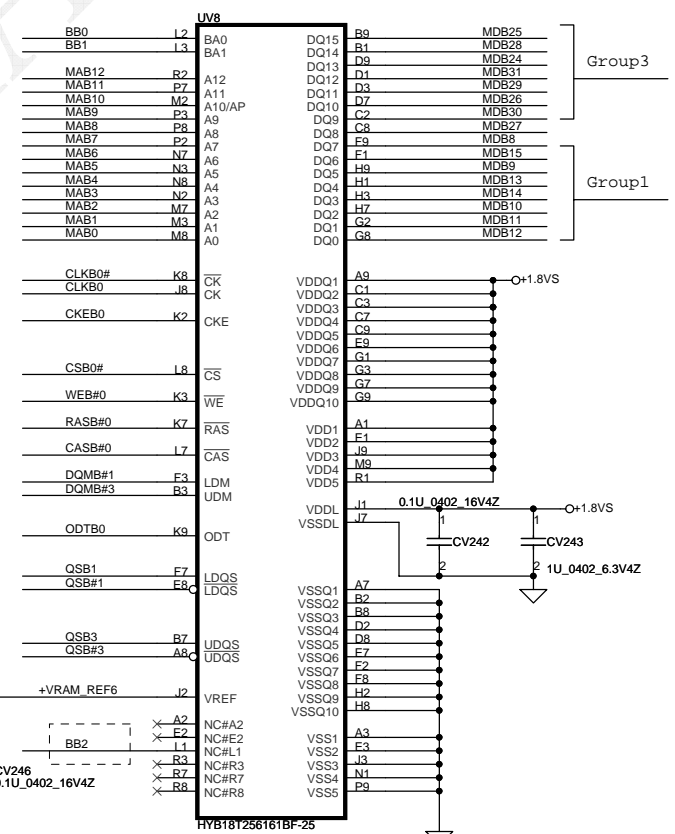 UV8
BB0 L2 BA0 DQ15 B9 MDB25
BB1 L3 BA1 DQ14 B1 MDB28
DQ13 D9 MDB24
MAB12 R2 A12 DQ12 D1 MDB31
MAB11 P7 A11 DQ11 D3 MDB29
MAB10 M2 A10/AP DQ10 D7 MDB26
MAB9 P3 A9 DQ9 C2 MDB30
MAB8 P8 A8 DQ8 C8 MDB27
MAB7 P2 A7 DQ7 F9 MDB8
MAB6 N7 A6 DQ6 F1 MDB15
MAB5 N3 A5 DQ5 H9 MDB9
MAB4 N8 A4 DQ4 H1 MDB13
MAB3 N2 A3 DQ3 H3 MDB14
MAB2 M7 A2 DQ2 H7 MDB10
MAB1 M3 A1 DQ1 G2 MDB11
MAB0 M8 A0 DQ0 G8 MDB12
Group3
Group1
CLKB0# K8 CK VDDQ1 A9 +1.8VS
CLKB0 J8 CK VDDQ2 C1
VDDQ3 C3
CKEB0 K2 CKE VDDQ4 C7
VDDQ5 C9
VDDQ6 E9
VDDQ7 G1
CSB0# L8 CS VDDQ8 G3
VDDQ9 G7
WEB#0 K3 WE VDDQ10 G9
RASB#0 K7 RAS VDD1 A1
VDD2 E1
CASB#0 L7 CAS VDD3 J9
VDD4 M9
DQMB#1 F3 LDM VDD5 R1
DQMB#3 B3 UDM
VDDL J1 0.1U_0402_16V4Z +1.8VS
VSSDL J7
ODTB0 K9 ODT
1 CV242 2
1 CV243 2
1U_0402_6.3V4Z
QSB1 F7 LDQS
QSB#1 E8 LDQS VSSQ1 A7
VSSQ2 B2
VSSQ3 B8
VSSQ4 D2
QSB3 B7 UDQS VSSQ5 D8
QSB#3 A8 UDQS VSSQ6 E7
VSSQ7 F2
VSSQ8 F8
+VRAM_REF6 J2 VREF VSSQ9 H2
VSSQ10 H8
A2 NC#A2
E2 NC#E2 VSS1 A3
BB2 L1 NC#L1 VSS2 E3
R3 NC#R3 VSS3 J3
R7 NC#R7 VSS4 N1
R8 NC#R8 VSS5 P9
CV246
0.1U_0402_16V4Z
HYB18T256161BF-25